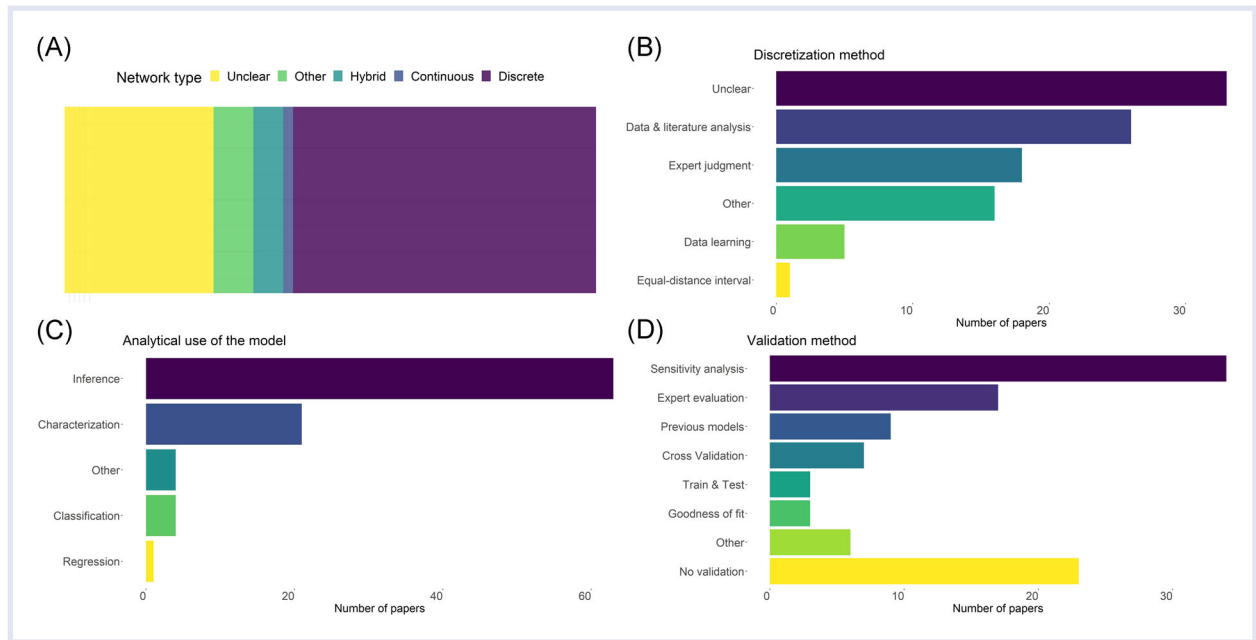 (A)
Network type Unclear Other Hybrid Continuous Discrete
(B)
Discretization method
Unclear
Data & literature analysis
Expert judgment
Other
Data learning
Equal-distance interval
0 10 20 30
Number of papers
(C)
Analytical use of the model
Inference
Characterization
Other
Classification
Regression
0 20 40 60
Number of papers
(D)
Validation method
Sensitivity analysis
Expert evaluation
Previous models
Cross Validation
Train & Test
Goodness of fit
Other
No validation
0 10 20 30
Number of papers